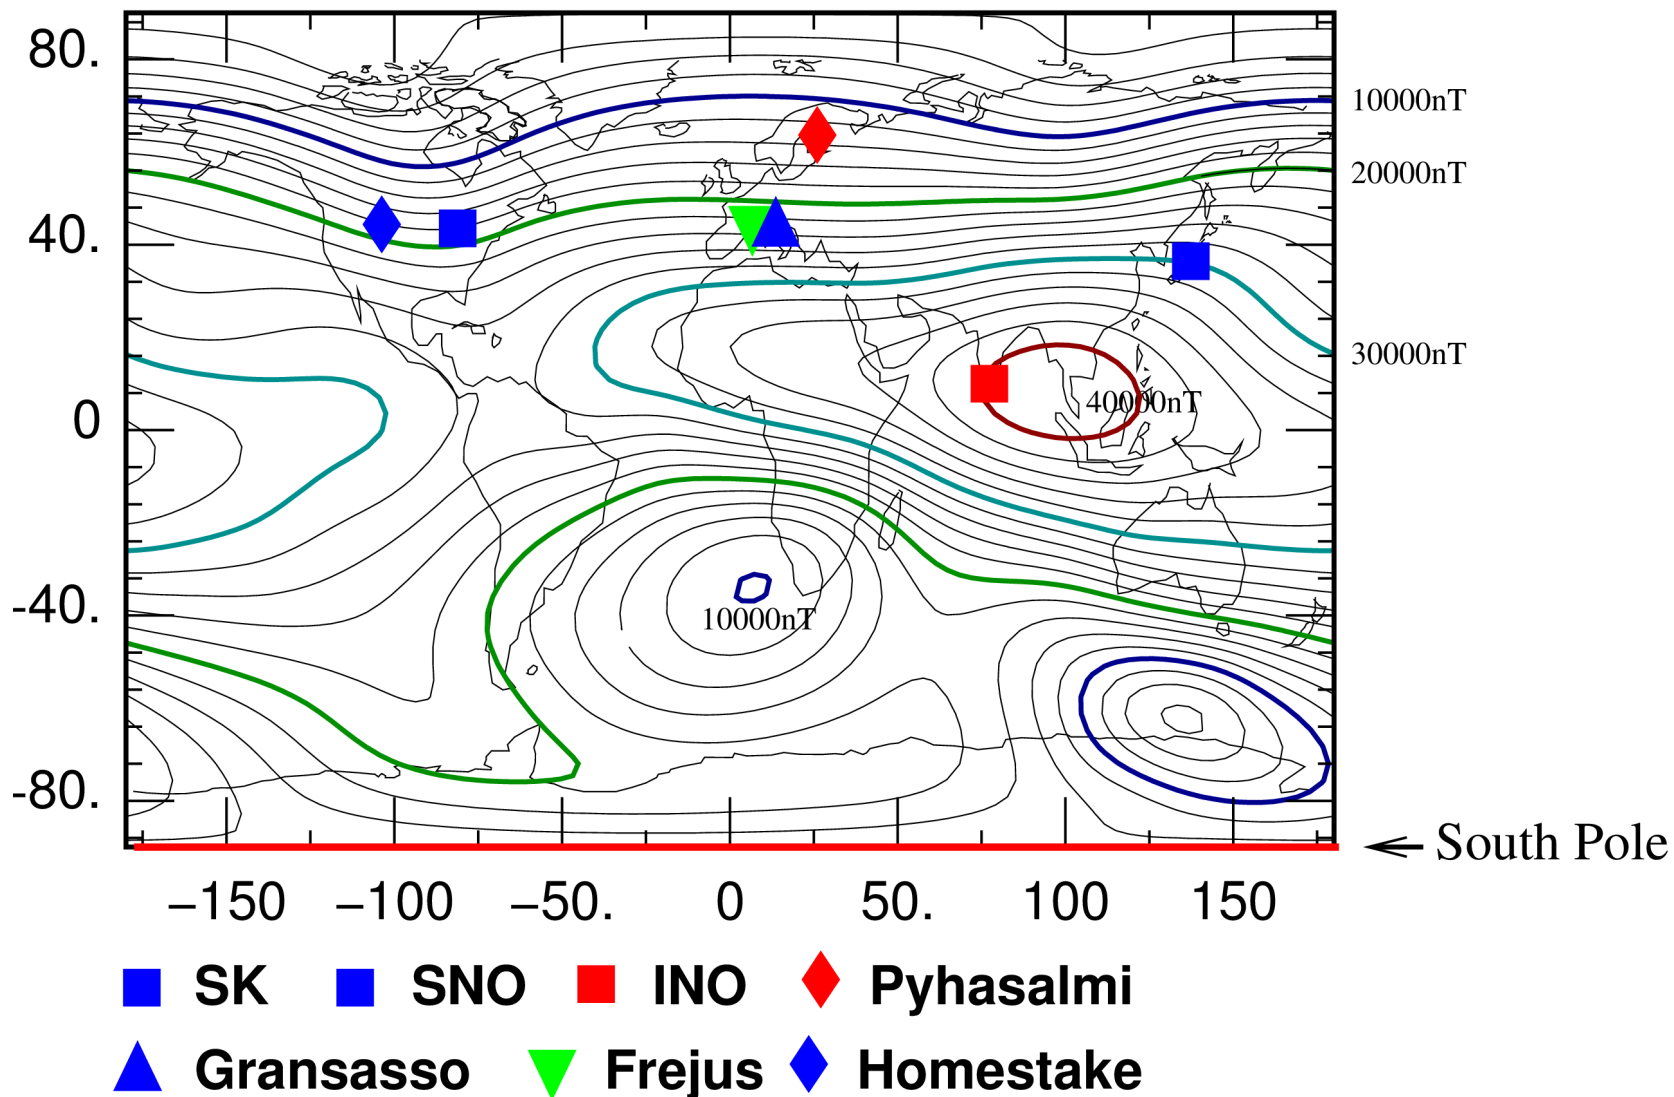 80.
10000nT
20000nT
40.
30000nT
40000nT
0
-40.
10000nT
-80.
South Pole
−150 −100 −50. 0 50. 100 150
SK SNO INO Pyhasalmi
Gransasso Frejus Homestake